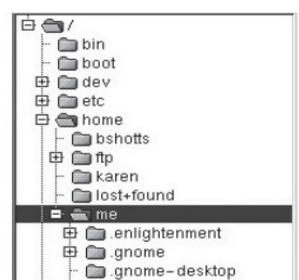 /
bin
boot
dev
etc
home
bshotts
ftp
karen
lost+found
me
.enlightenment
.gnome
.gnome-desktop